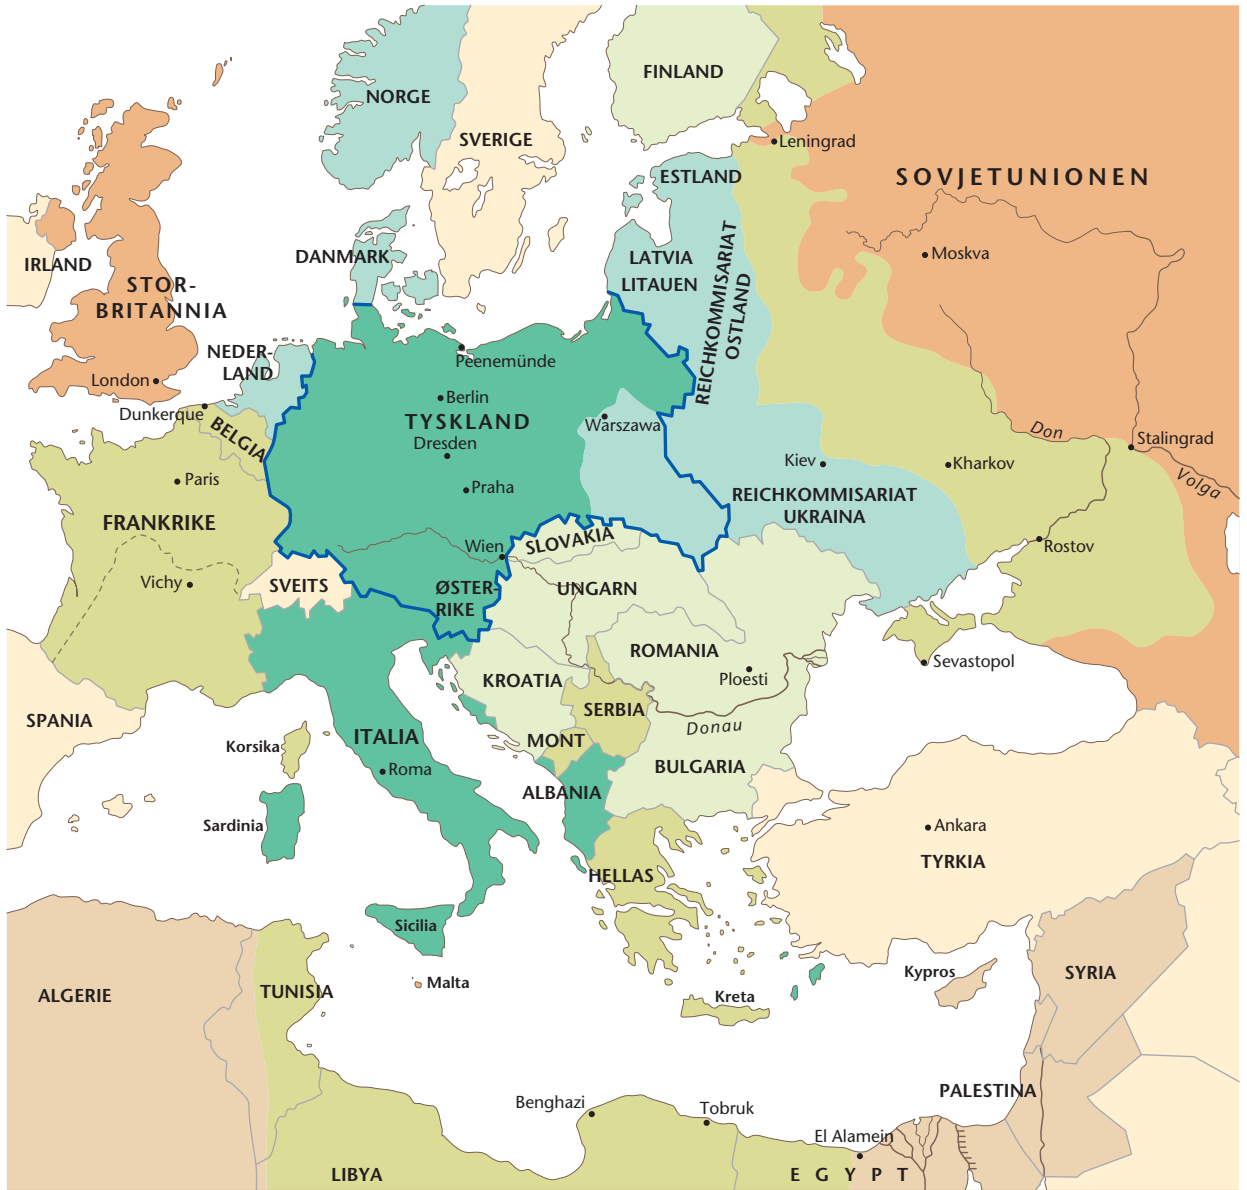 FINLAND
NORGE
SVERIGE
Leningrad
ESTLAND
SOVJETUNIONEN
DANMARK
LATVIA
LITAUEN
REICHKOMMISARIAT
OSTLAND
Moskva
IRLAND
STOR-
BRITANNIA
NEDER-
LAND
Peenemünde
London
Berlin
Dunkerque
TYSKLAND
Warszawa
BELGIA
Dresden
Don
Stalingrad
Kiev
Kharkov
Volga
Paris
Praha
REICHKOMMISARIAT
UKRAINA
FRANKRIKE
Wien
SLOVAKIA
Rostov
Vichy
SVEITS
ØSTER-
RIKE
UNGARN
ROMANIA
Ploesti
Sevastopol
KROATIA
SERBIA
SPANIA
Korsika
ITALIA
MONT
Donau
Roma
BULGARIA
ALBANIA
Sardinia
Ankara
TYRKIA
HELLAS
Sicilia
Malta
Kypros
SYRIA
ALGERIE
TUNISIA
Kreta
PALESTINA
Benghazi
Tobruk
El Alamein
LIBYA
EGYPT